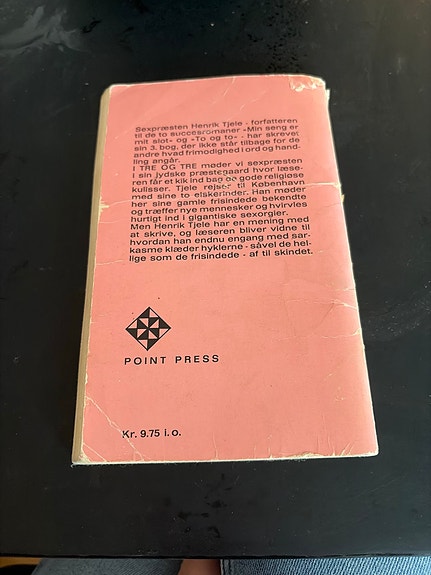 Sexpræsten Henrik Tjele - forfatteren
til de to succesromaner »Min seng er
mit slot« og »To og to« - har skrevet
sin 3. bog, der ikke står tilbage for de
andre hvad frimodighed i ord og hand-
ling angår.
I TRE OG TRE møder vi sexpræsten
i sin jydske præstegaard hvor læse-
ren får et kik ind bag de gode religiøse
kulisser. Tjele rejser til København
med sine to elskerinder. Han møder
her sine gamle frisindede bekendte
og træffer nye mennesker og hvirvles
hurtigt ind i gigantiske sexorgier.
Men Henrik Tjele har en mening med
at skrive, og læseren bliver vidne til
hvordan han endnu engang med sar-
kasme klæder hyklerne - såvel de hel-
lige som de frisindede - af til skindet.
POINT PRESS
Kr. 9.75 i.o.